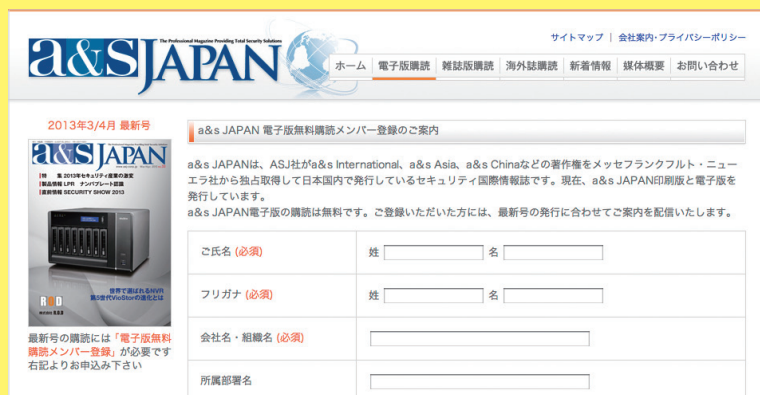 サイトマップ | 会社案内・プライバシーポリシー
The Professional Magazine Providing Total Security Solutions
a&S JAPAN
ホーム 電子版購読 雑誌版購読 海外誌購読 新着情報 媒体概要 お問い合わせ
2013年3/4月 最新号
a&S JAPAN
特 集 2013年セキュリティ産業の激変
製品情報 LPR ナンバプレート認識
直前情報 SECURITY SHOW 2013
世界で選ばれるNVR
第5世代VioStorの進化とは
最新号の購読には「電子版無料
購読メンバー登録」が必要です
右記よりお申込み下さい
a&s JAPAN 電子版無料購読メンバー登録のご案内
a&s JAPANは、ASJ社がa&s International、a&s Asia、a&s Chinaなどの著作権をメッセフランクフルト・ニュー
エラ社から独占取得して日本国内で発行しているセキュリティ国際情報誌です。現在、a&s JAPAN印刷版と電子版を
発行しています。
a&s JAPAN電子版の購読は無料です。ご登録いただいた方には、最新号の発行に合わせてご案内を配信いたします。
ご氏名 (必須) 姓 名
フリガナ (必須) 姓 名
会社名・組織名 (必須)
所属部署名